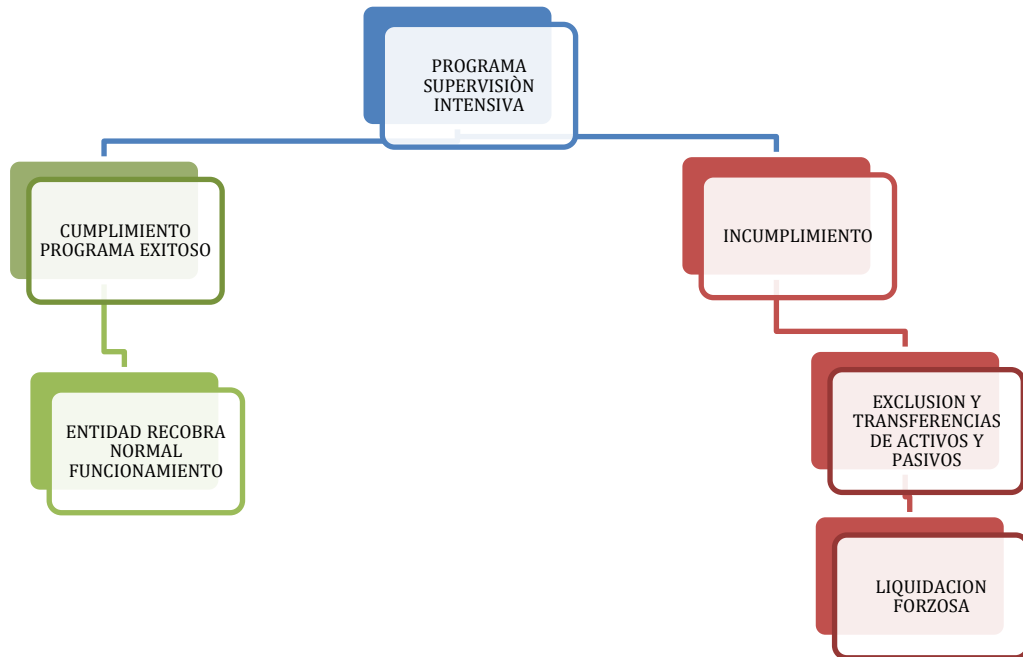 PROGRAMA
SUPERVISIÒN
INTENSIVA
CUMPLIMIENTO
PROGRAMA EXITOSO
INCUMPLIMIENTO
ENTIDAD RECOBRA
NORMAL
FUNCIONAMIENTO
EXCLUSION Y
TRANSFERENCIAS
DE ACTIVOS Y
PASIVOS
LIQUIDACION
FORZOSA